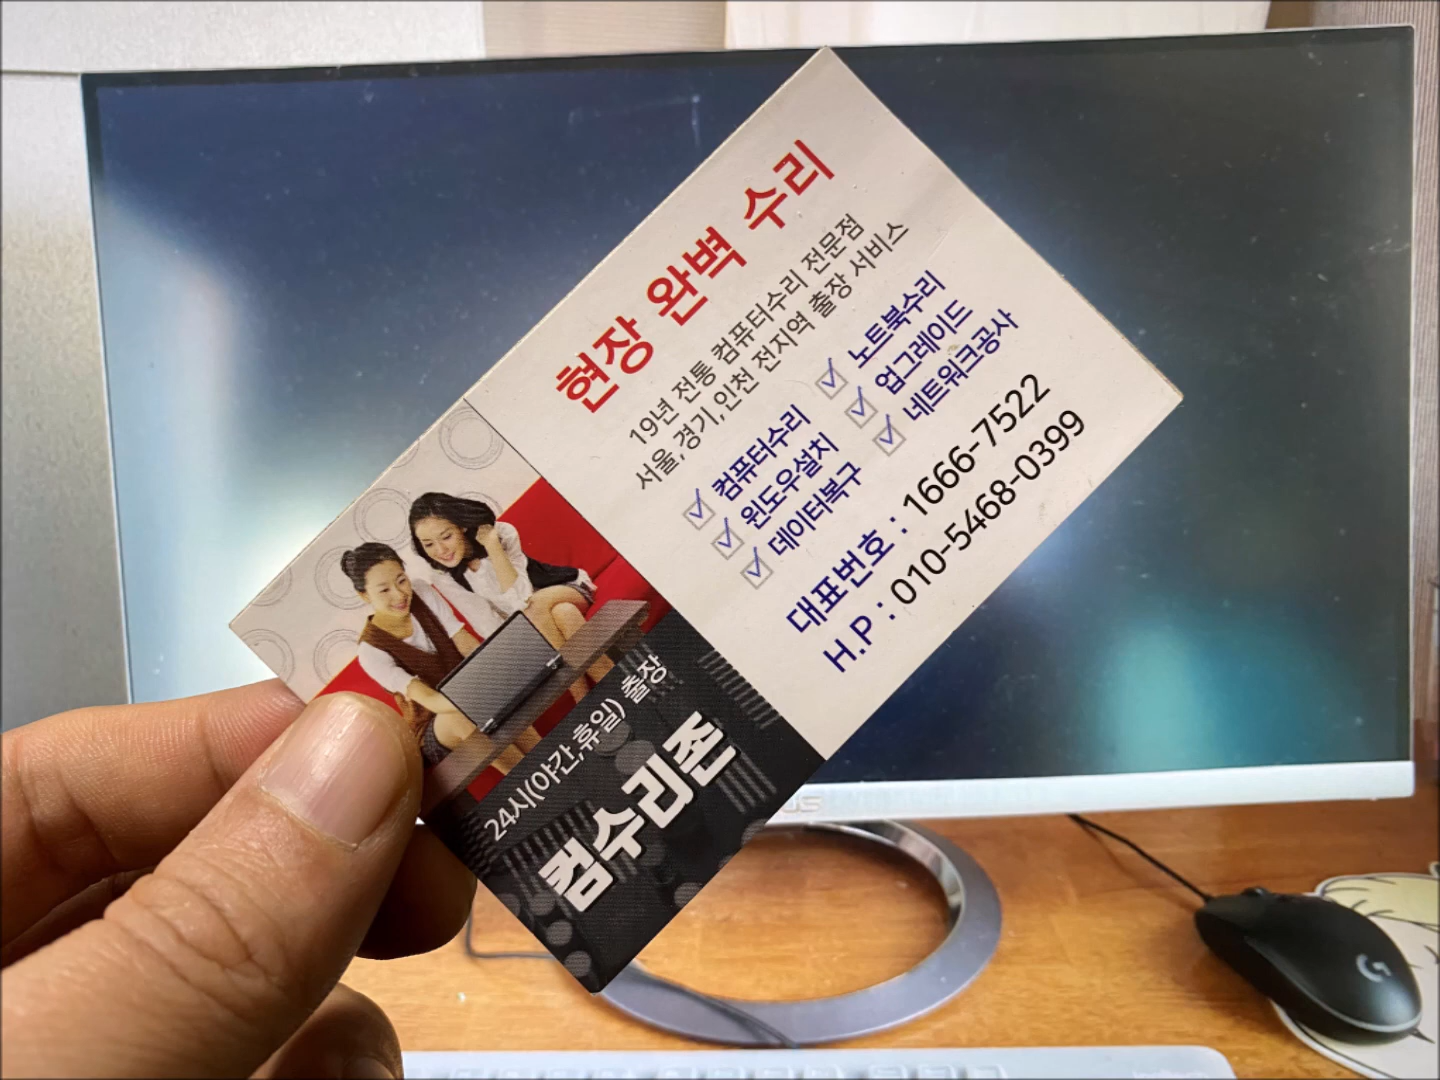 현장 완벽 수리
19년 전통 컴퓨터수리 전문점
서울,경기,인천 전지역 출장 서비스
컴퓨터수리
노트북수리
윈도우설치
업그레이드
데이터복구
네트워크공사
대표번호 : 1666-7522
H.P : 010-5468-0399
24시(야간,휴일) 출장
컴수리존
G